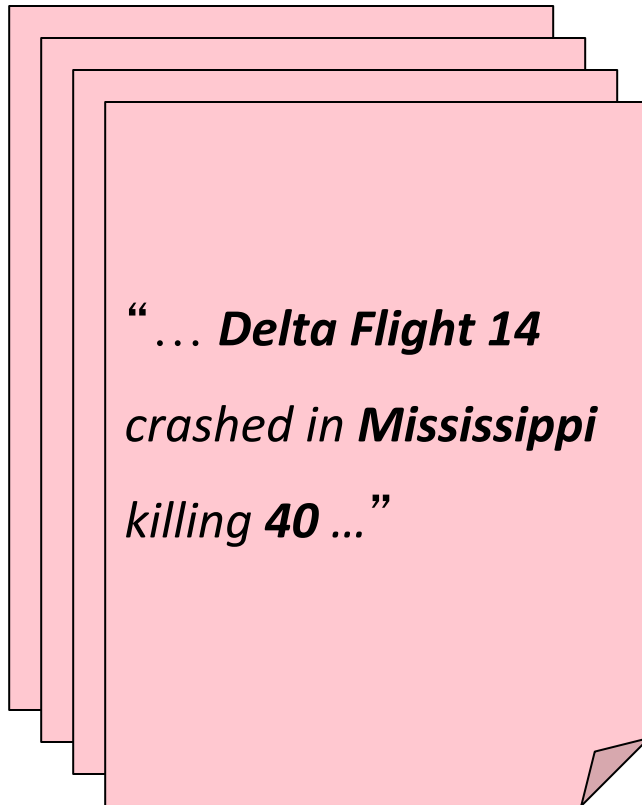 “… Delta Flight 14
crashed in Mississippi
killing 40 …”